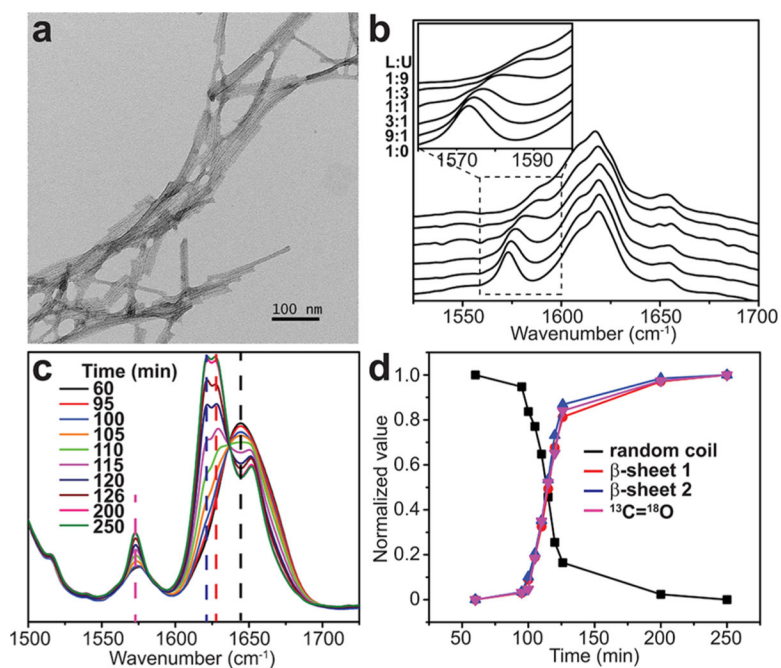 a
100 nm
b
L:U
1:9
1:3
1:1
3:1
9:1
1:0
1570 1590
1550 1600 1650 1700
Wavenumber (cm⁻¹)
c
Time (min)
60
95
100
105
110
115
120
126
200
250
1500 1550 1600 1650 1700
Wavenumber (cm⁻¹)
d
Normalized value
1.0
0.8
0.6
0.4
0.2
0
random coil
β-sheet 1
β-sheet 2
¹³C=¹⁸O
50 100 150 200 250
Time (min)